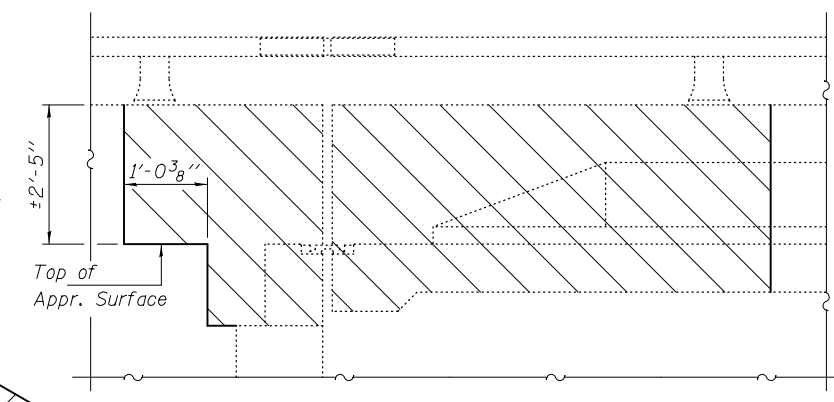 1'-0 3/8"
±2'-5"
Top of
Appr. Surface